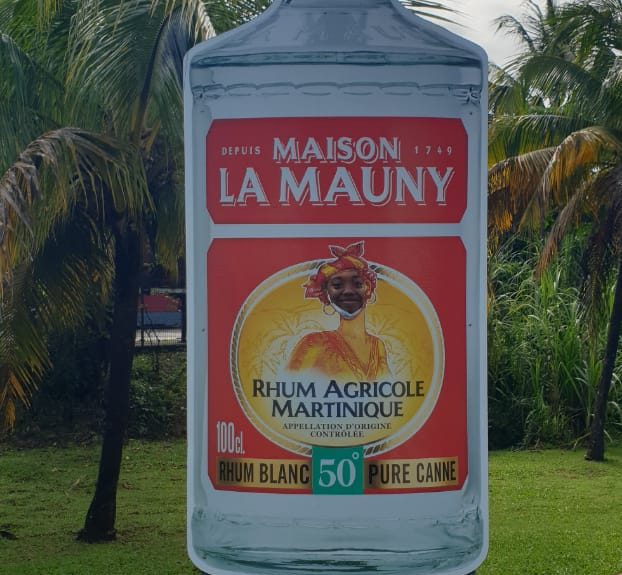 DEPUIS MAISON 1749
LA MAUNY
RHUM AGRICOLE
MARTINIQUE
APPELLATION D'ORIGINE
CONTRÔLÉE
100cl.
RHUM BLANC 50° PURE CANNE